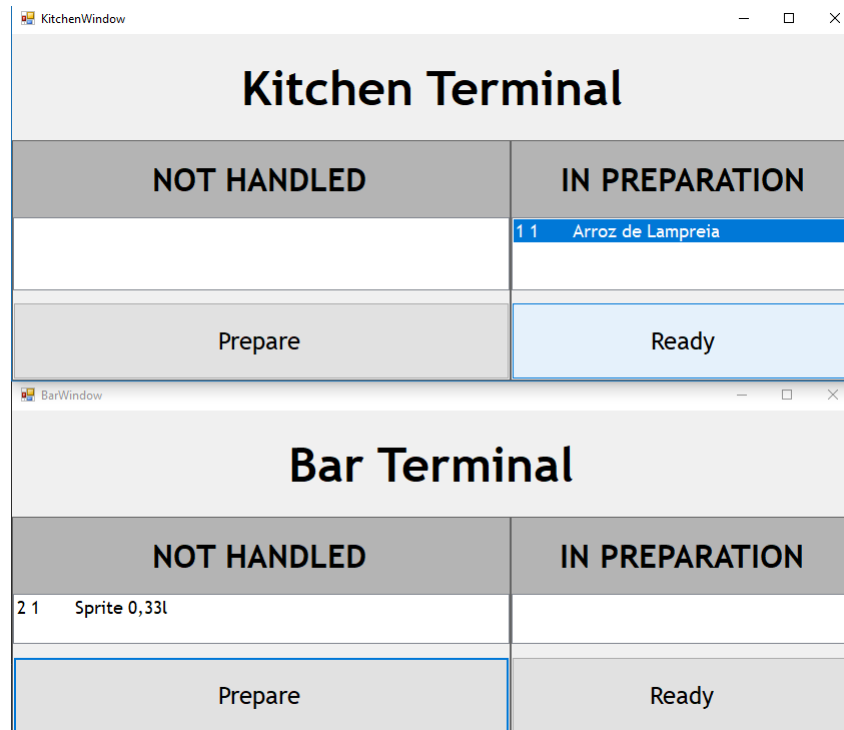 KitchenWindow
Kitchen Terminal
NOT HANDLED IN PREPARATION
1 1 Arroz de Lampreia
Prepare Ready
BarWindow
Bar Terminal
NOT HANDLED IN PREPARATION
2 1 Sprite 0,33l
Prepare Ready